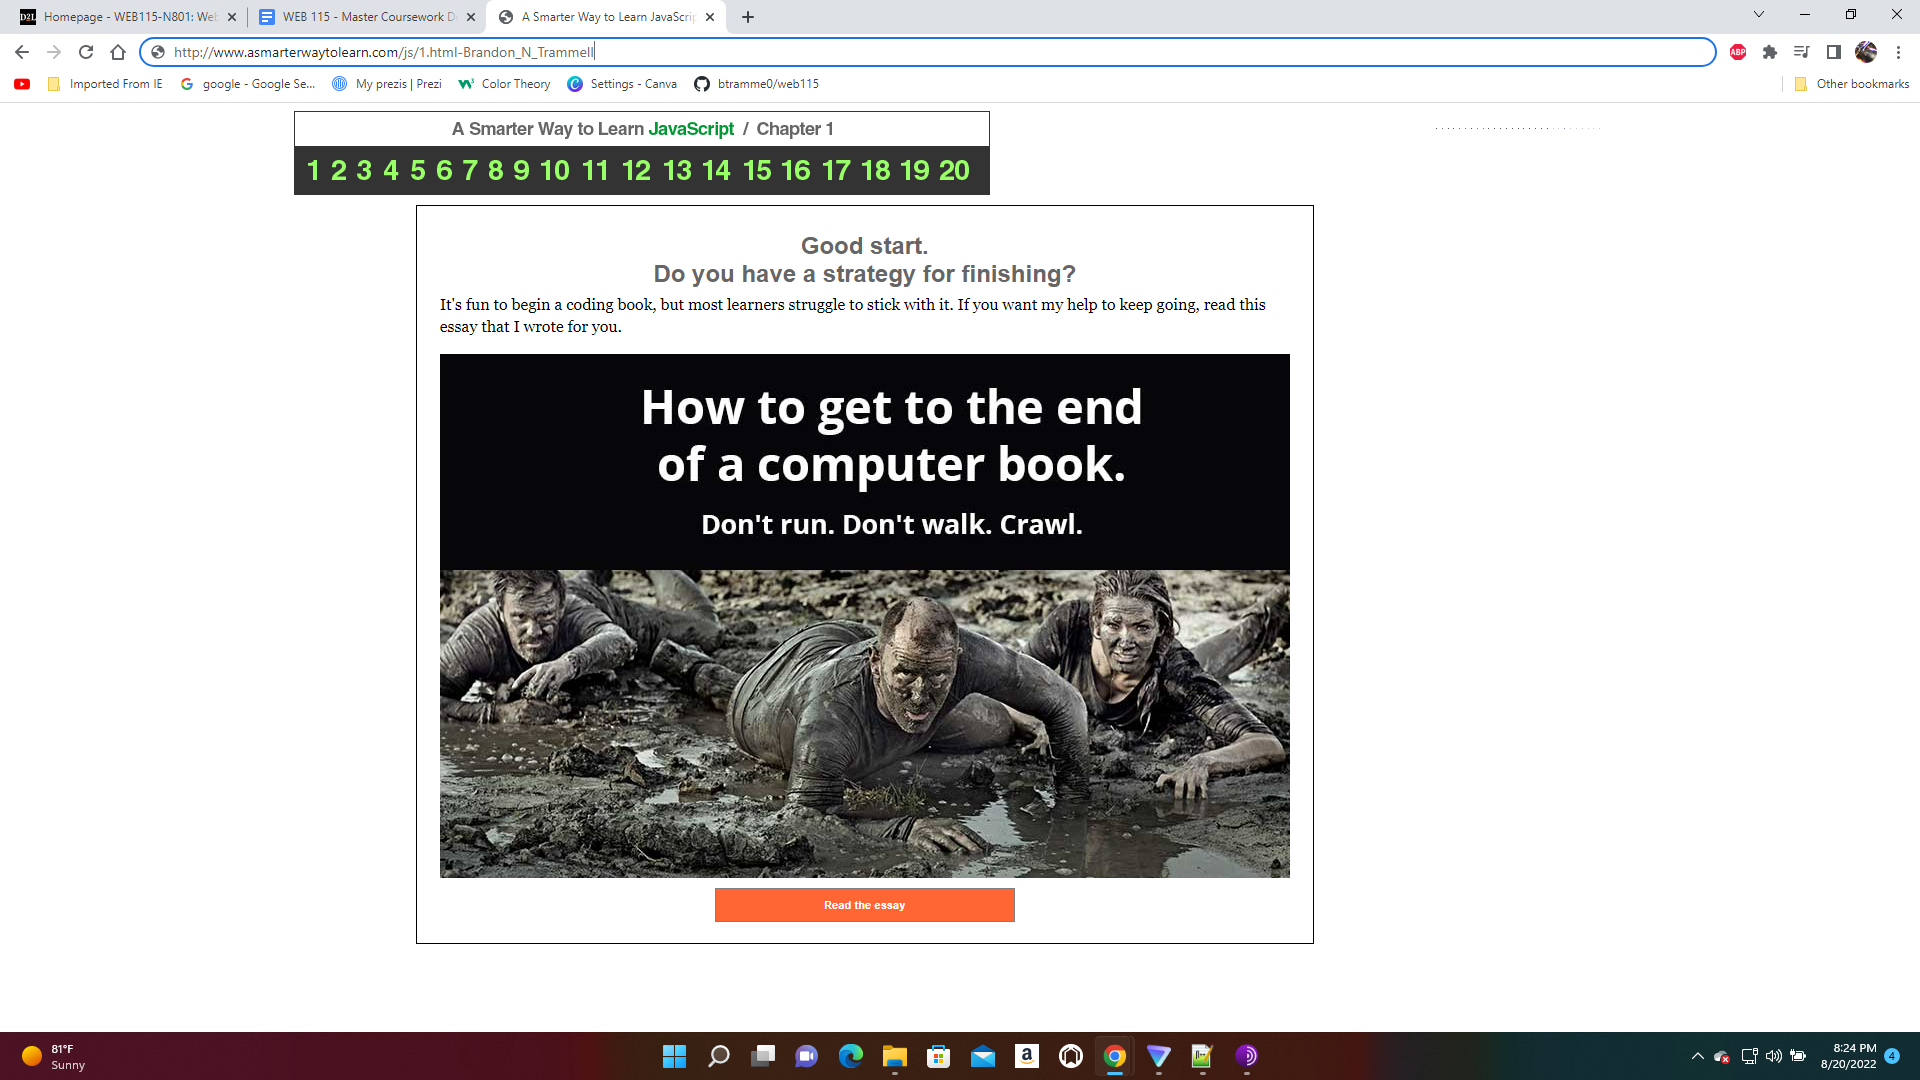 Homepage - WEB115-N801: Web
WEB 115 - Master Coursework D
A Smarter Way to Learn JavaScrip
http://www.asmarterwaytolearn.com/js/1.html-Brandon_N_Trammell
ABP
Imported From IE
google - Google Se...
My prezis | Prezi
Color Theory
Settings - Canva
btramme0/web115
Other bookmarks
A Smarter Way to Learn JavaScript / Chapter 1
1 2 3 4 5 6 7 8 9 10 11 12 13 14 15 16 17 18 19 20
Good start.
Do you have a strategy for finishing?
It's fun to begin a coding book, but most learners struggle to stick with it. If you want my help to keep going, read this
essay that I wrote for you.
How to get to the end
of a computer book.
Don't run. Don't walk. Crawl.
Read the essay
81°F
Sunny
8:24 PM
8/20/2022
4